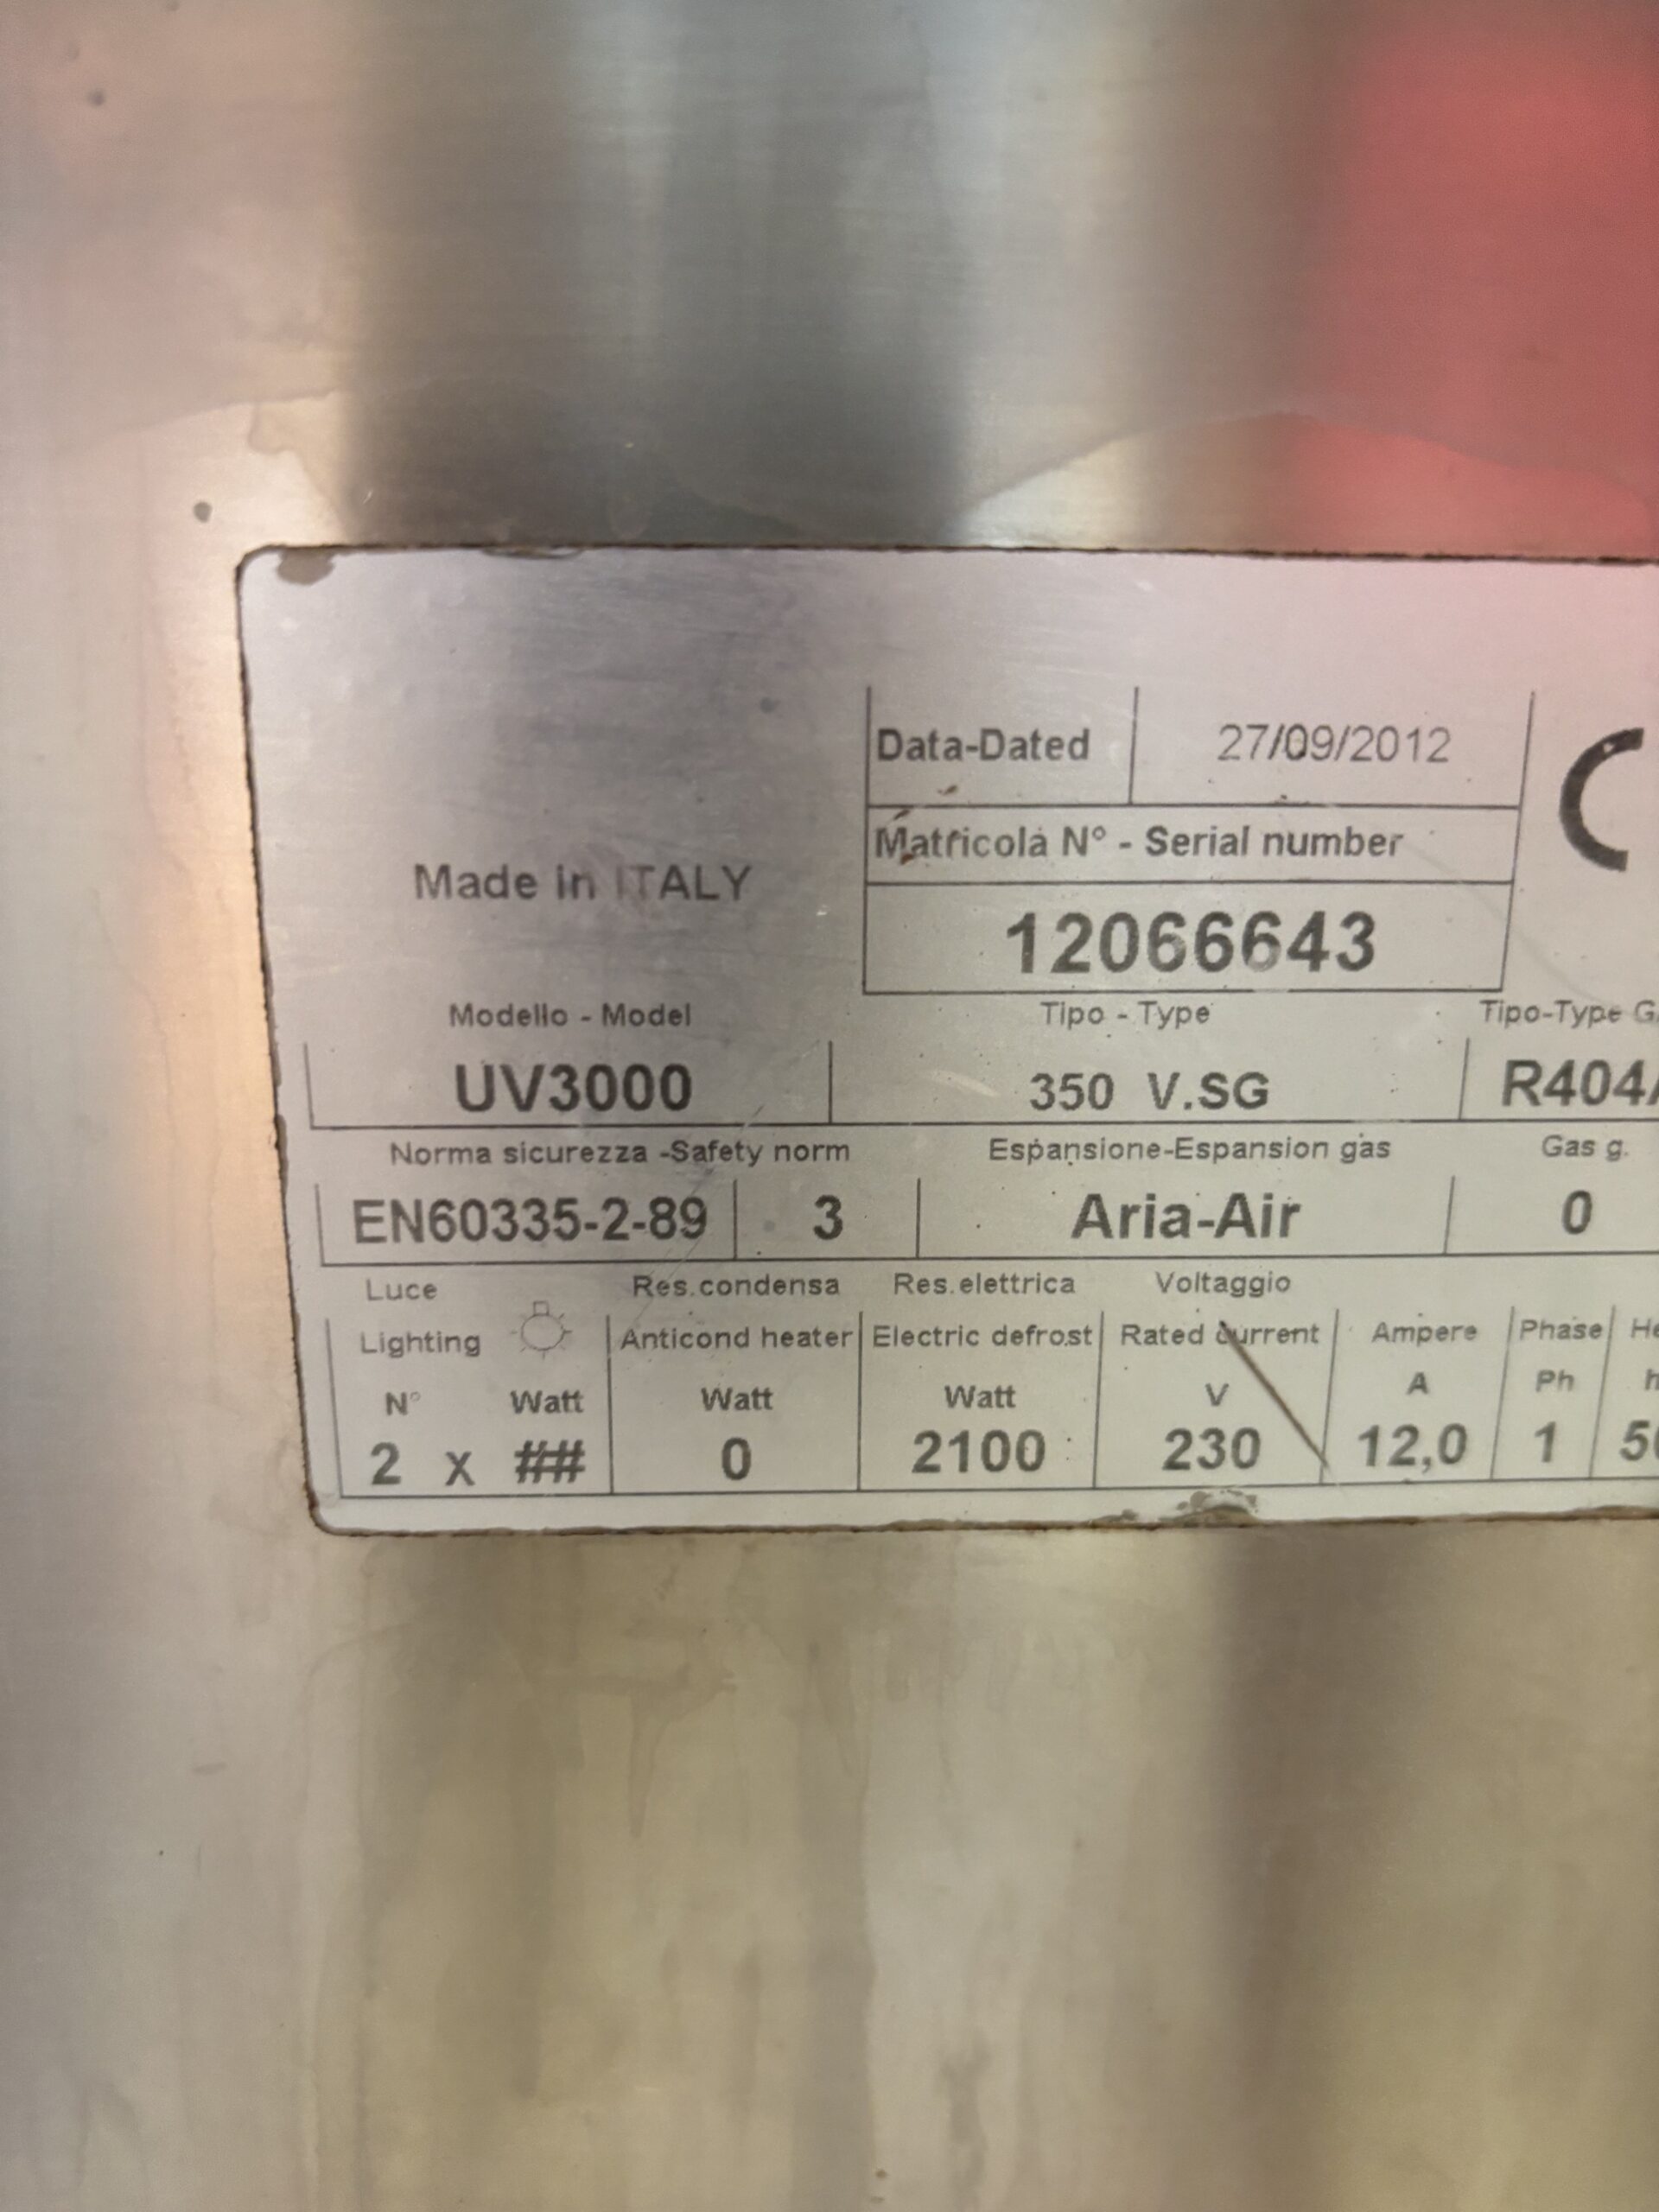 Data-Dated 27/09/2012
Matricola N° - Serial number
Made in ITALY
12066643
Modello - Model Tipo - Type Tipo-Type
UV3000 350 V.SG R404A
Norma sicurezza -Safety norm Espansione-Espansion gas Gas g.
EN60335-2-89 3 Aria-Air 0
Luce Res.condensa Res.elettrica Voltaggio
Lighting Anticond heater Electric defrost Rated current Ampere Phase
N° Watt Watt Watt V A Ph
2 x ## 0 2100 230 12,0 1